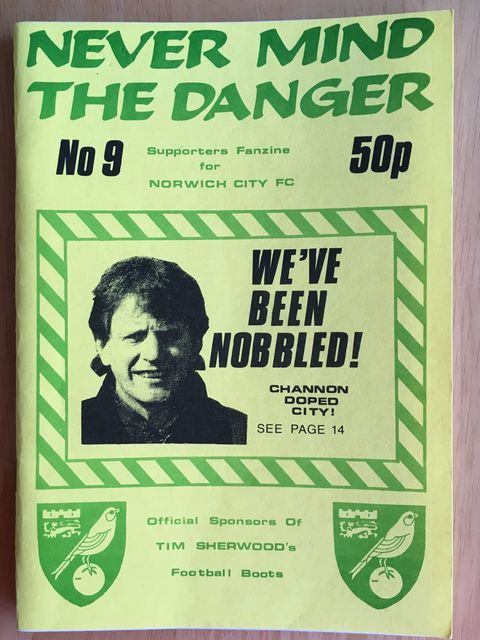 NEVER MIND
THE DANGER
No 9
Supporters Fanzine
for
NORWICH CITY FC
50p
WE'VE
BEEN
NOBBLED!
CHANNON
DOPED
CITY!
SEE PAGE 14
Official Sponsors Of
TIM SHERWOOD's
Football Boots